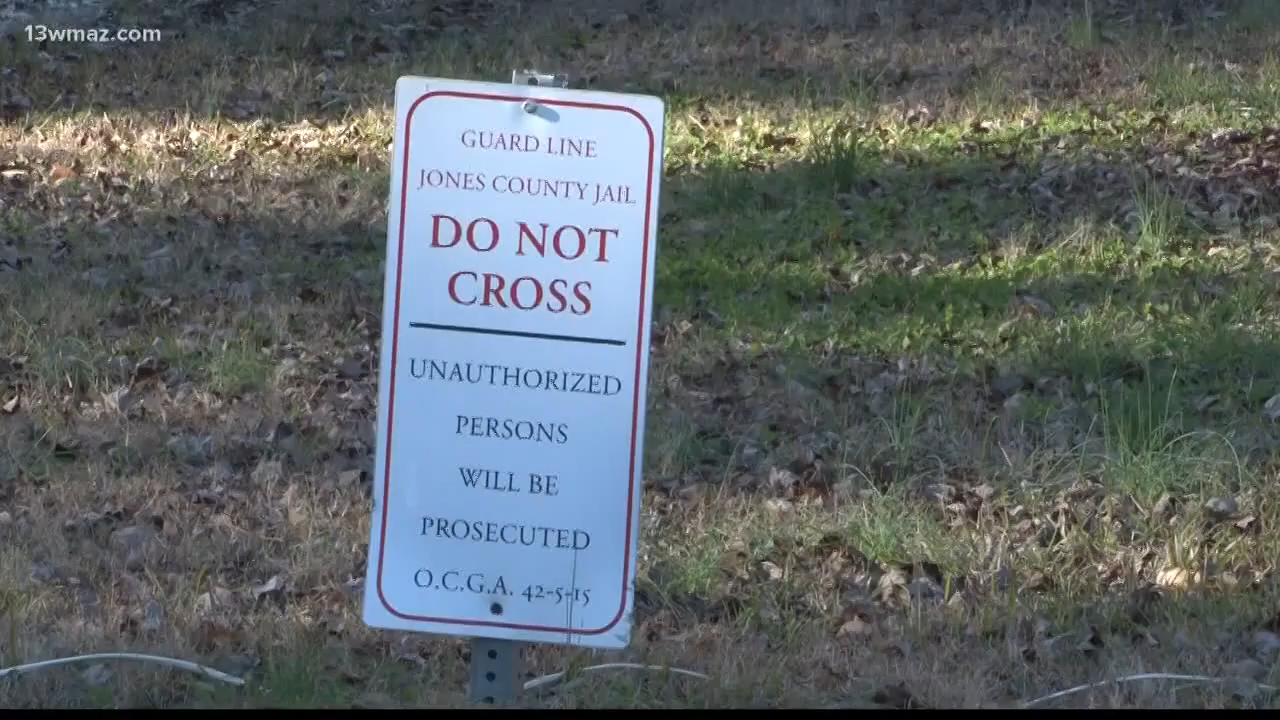 13wmaz.com
GUARD LINE
JONES COUNTY JAIL
DO NOT
CROSS
UNAUTHORIZED
PERSONS
WILL BE
PROSECUTED
O.C.G.A. 42-5-15